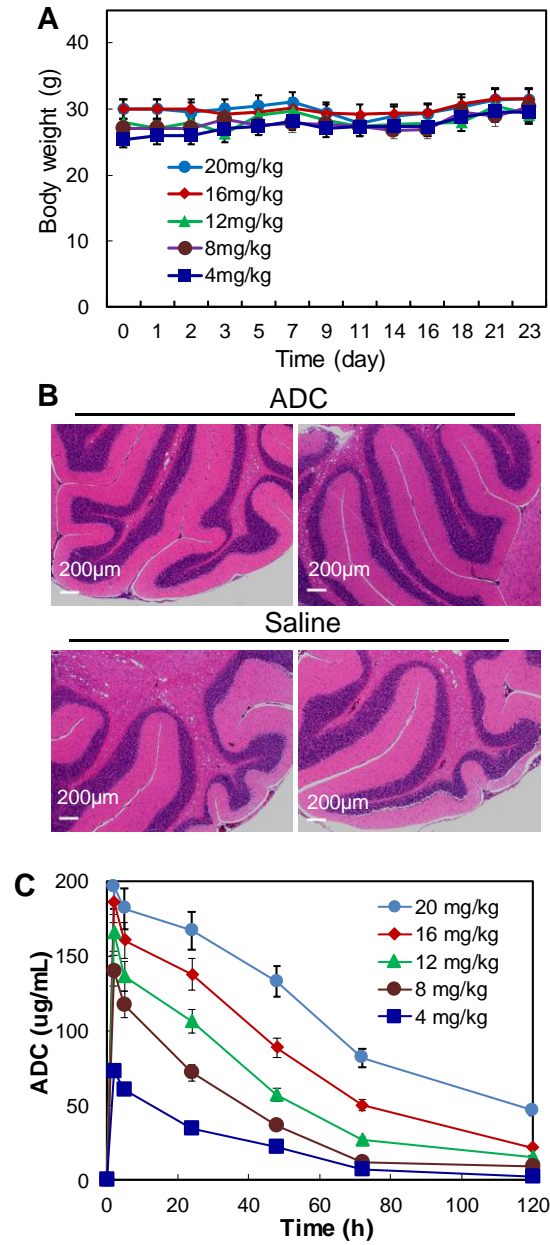 A
Body weight (g)
40
30
20
10
0
20mg/kg
16mg/kg
12mg/kg
8mg/kg
4mg/kg
0 1 2 3 5 7 9 11 14 16 18 21 23
Time (day)
B
ADC
200μm 200μm
Saline
200μm 200μm
C
ADC (ug/mL)
200
150
100
50
0
20 mg/kg
16 mg/kg
12 mg/kg
8 mg/kg
4 mg/kg
0 20 40 60 80 100 120
Time (h)